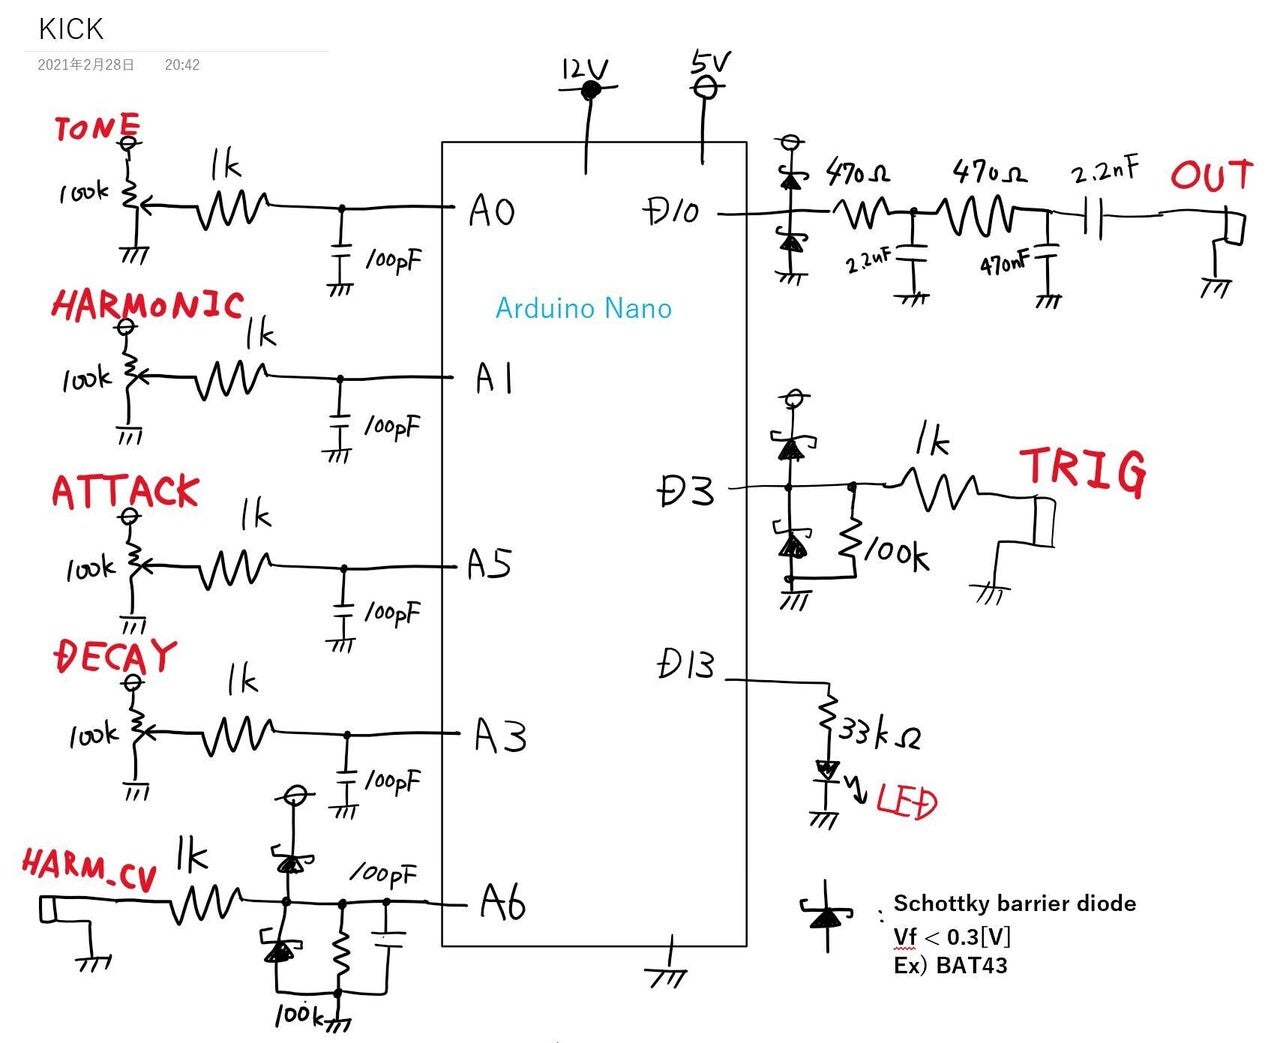 KICK
2021年2月28日 20:42
12V
5V
TONE
100k
1k
100pF
A0
D10
470Ω
470Ω
2.2nF
OUT
2.2uF
470nF
HARMONIC
100k
1k
100pF
A1
Arduino Nano
ATTACK
100k
1k
100pF
A5
D3
1k
TRIG
100k
DECAY
100k
1k
100pF
A3
D13
33kΩ
LED
HARM_CV
1k
100pF
A6
100k
: Schottky barrier diode
Vf < 0.3[V]
Ex) BAT43